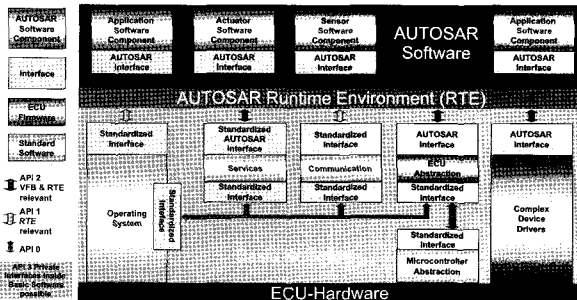 AUTOSAR
Software
Component
Interface
ECU
Firmware
Standard
Software
API 2
VFB & RTE
relevant
API 1
RTE
relevant
API 0
API 3 Private
Interfaces inside
Basic Software
possible
Application
Software
Component
AUTOSAR
Interface
Actuator
Software
Component
AUTOSAR
Interface
Sensor
Software
Component
AUTOSAR
Interface
AUTOSAR
Software
Application
Software
Component
AUTOSAR
Interface
AUTOSAR Runtime Environment (RTE)
Standardized
Interface
Operating
System
Standardized
Interface
Standardized
AUTOSAR
Interface
Services
Standardized
Interface
Standardized
Interface
Communication
Standardized
Interface
AUTOSAR
Interface
ECU
Abstraction
Standardized
Interface
Standardized
Interface
Microcontroller
Abstraction
AUTOSAR
Interface
Complex
Device
Drivers
ECU-Hardware